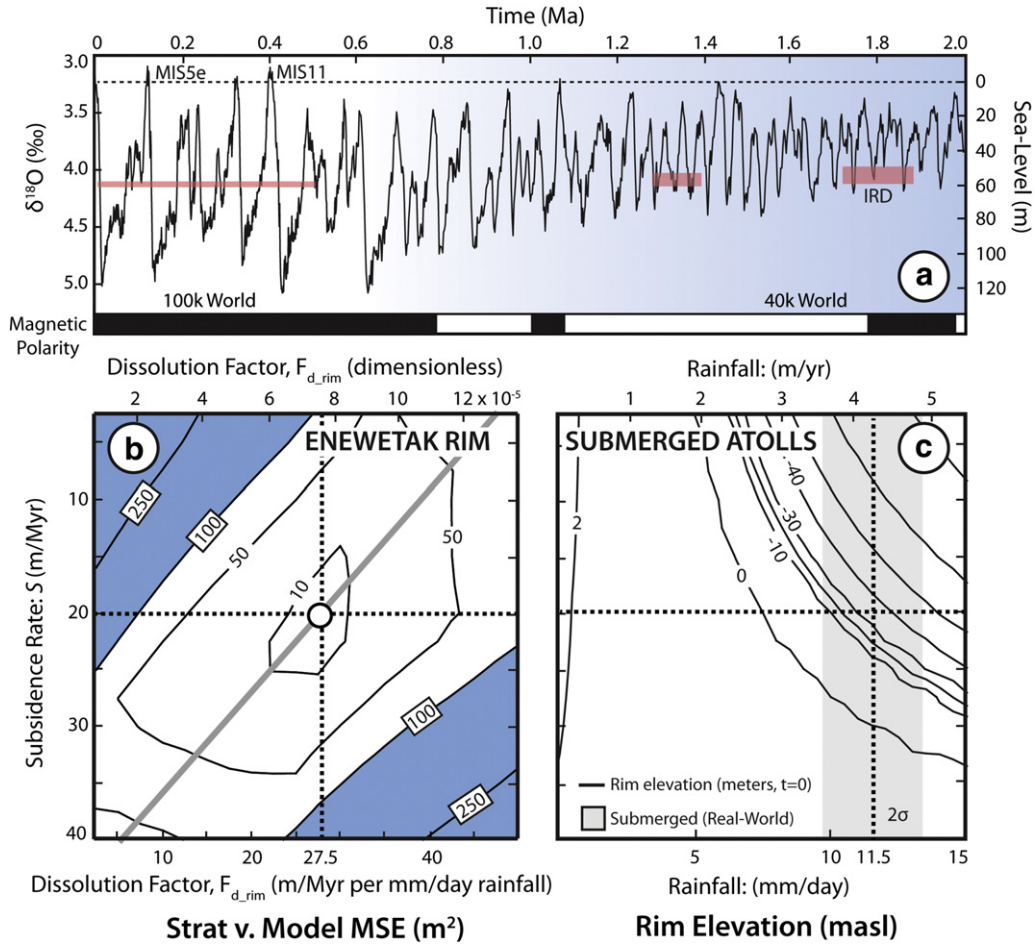 Time (Ma)
0 0.2 0.4 0.6 0.8 1.0 1.2 1.4 1.6 1.8 2.0
3.0
3.5
4.0
4.5
5.0
δ18O (‰)
MIS5e
MIS11
IRD
0
20
40
60
80
100
120
Sea-Level (m)
a
100k World
40k World
Magnetic
Polarity
Dissolution Factor, Fd_rim (dimensionless)
2 4 6 8 10 12 x 10-5
b
ENEWETAK RIM
250
100
50
10
50
100
250
10
20
30
40
Subsidence Rate: S (m/Myr)
10 20 27.5 40
Dissolution Factor, Fd_rim (m/Myr per mm/day rainfall)
Strat v. Model MSE (m2)
Rainfall: (m/yr)
1 2 3 4 5
SUBMERGED ATOLLS
c
2
0
-10
-30
-40
Rim elevation (meters, t=0)
Submerged (Real-World)
2σ
5 10 11.5 15
Rainfall: (mm/day)
Rim Elevation (masl)